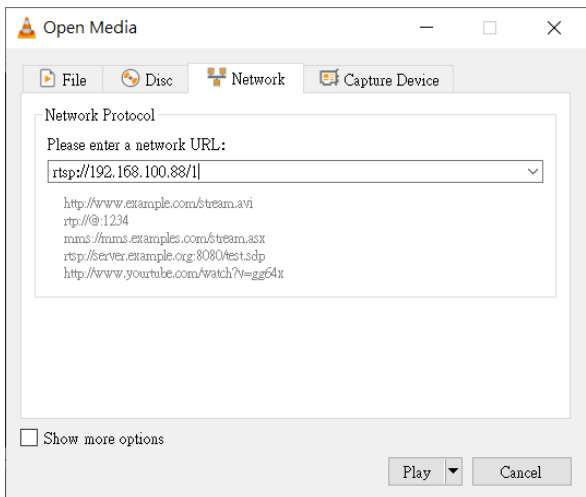 Open Media
File Disc Network Capture Device
Network Protocol
Please enter a network URL:
rtsp://192.168.100.88/1
http://www.example.com/stream.avi
rtp://@:1234
mms://mms.examples.com/stream.asx
rtsp://server.example.org:8080/test.sdp
http://www.yourtube.com/watch?v=gg64x
Show more options
Play Cancel